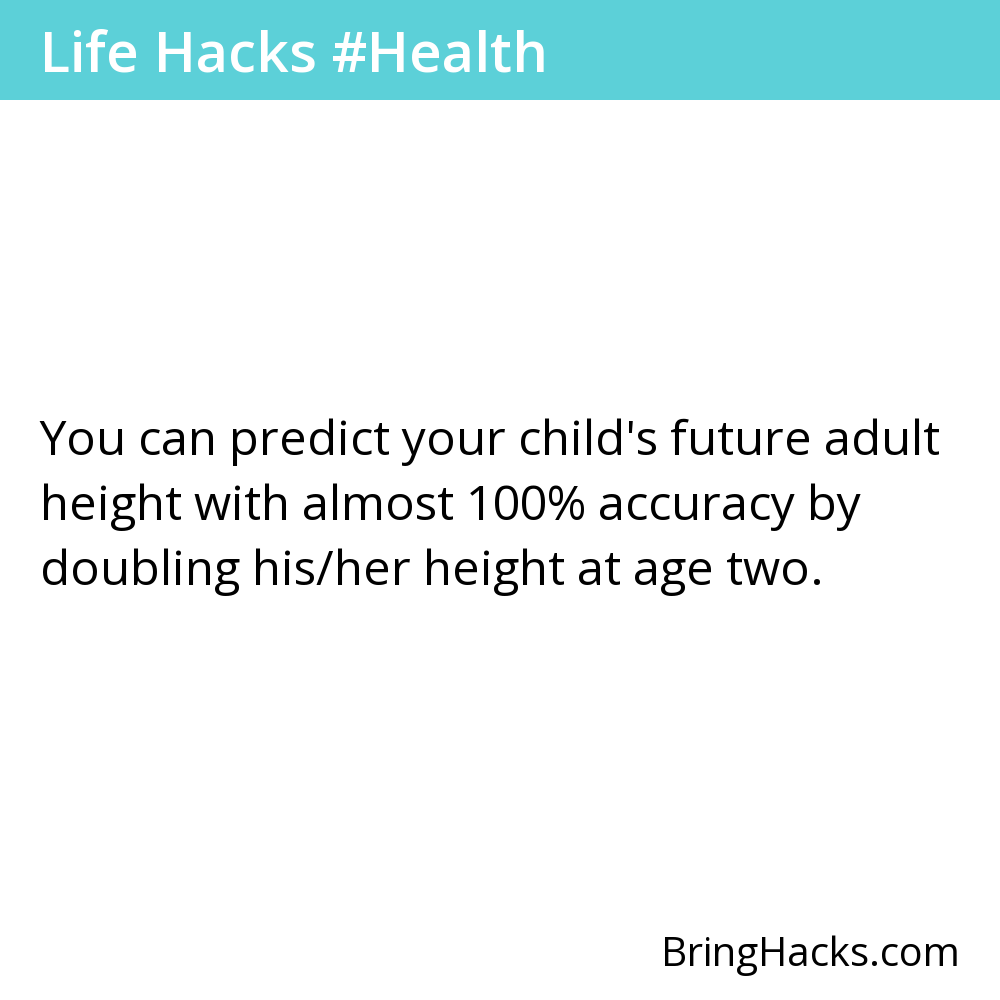 Life Hacks #Health
You can predict your child's future adult
height with almost 100% accuracy by
doubling his/her height at age two.
BringHacks.com